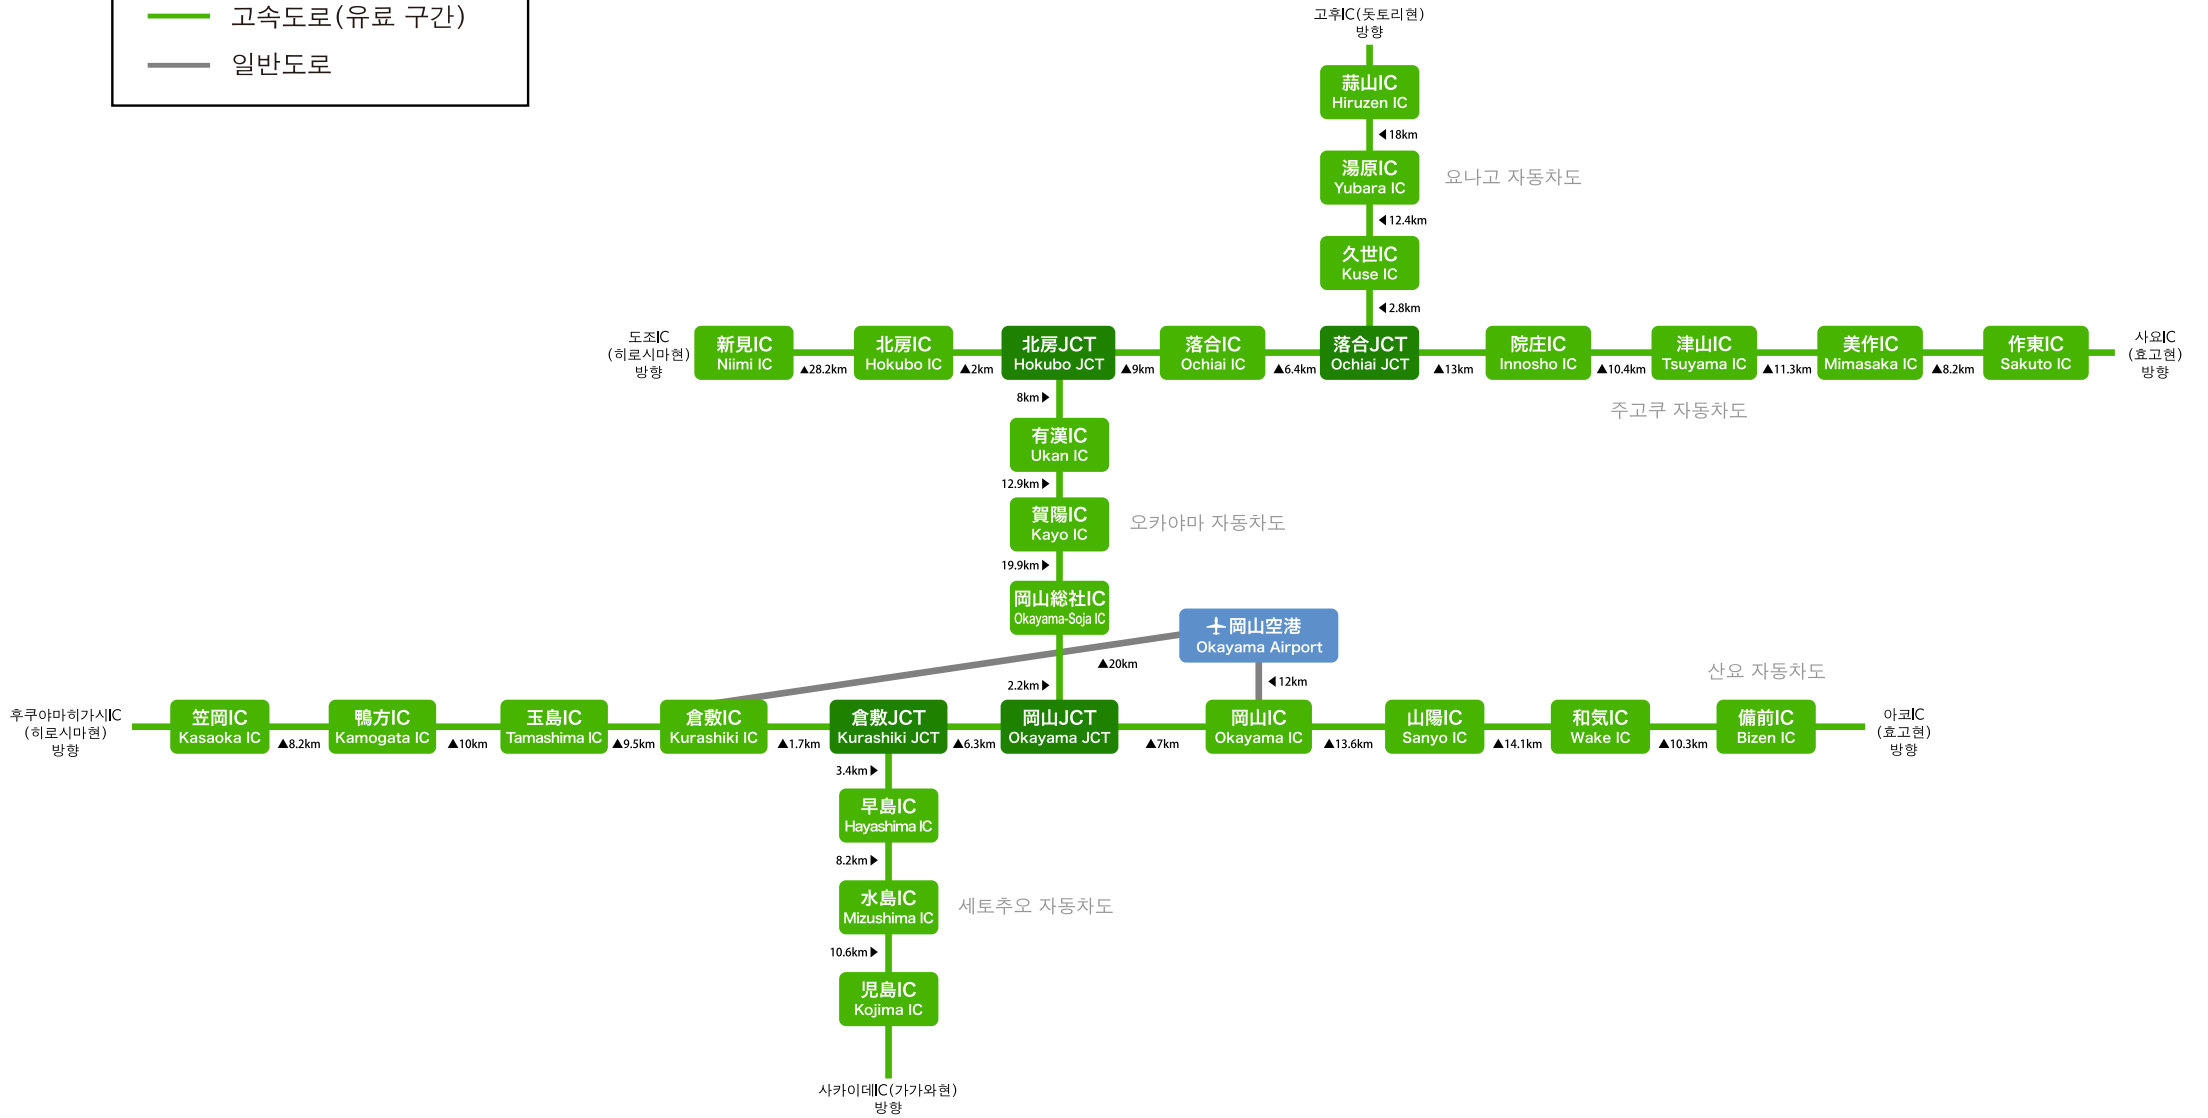 고속도로(유료 구간)
일반도로
고후IC(돗토리현)
방향
蒜山IC
Hiruzen IC
◀18km
湯原IC
Yubara IC
요나고 자동차도
◀12.4km
久世IC
Kuse IC
◀2.8km
도조IC
(히로시마현)
방향
新見IC
Niimi IC
▲28.2km
北房IC
Hokubo IC
▲2km
北房JCT
Hokubo JCT
▲9km
落合IC
Ochiai IC
▲6.4km
落合JCT
Ochiai JCT
▲13km
院庄IC
Innosho IC
▲10.4km
津山IC
Tsuyama IC
▲11.3km
美作IC
Mimasaka IC
▲8.2km
作東IC
Sakuto IC
사요IC
(효고현)
방향
주고쿠 자동차도
8km▶
有漢IC
Ukan IC
12.9km▶
賀陽IC
Kayo IC
오카야마 자동차도
19.9km▶
岡山総社IC
Okayama-Soja IC
岡山空港
Okayama Airport
▲20km
2.2km▶
◀12km
산요 자동차도
후쿠야마히가시IC
(히로시마현)
방향
笠岡IC
Kasaoka IC
▲8.2km
鴨方IC
Kamogata IC
▲10km
玉島IC
Tamashima IC
▲9.5km
倉敷IC
Kurashiki IC
▲1.7km
倉敷JCT
Kurashiki JCT
▲6.3km
岡山JCT
Okayama JCT
▲7km
岡山IC
Okayama IC
▲13.6km
山陽IC
Sanyo IC
▲14.1km
和気IC
Wake IC
▲10.3km
備前IC
Bizen IC
아코IC
(효고현)
방향
3.4km▶
早島IC
Hayashima IC
8.2km▶
水島IC
Mizushima IC
세토추오 자동차도
10.6km▶
児島IC
Kojima IC
사카이데IC(가가와현)
방향